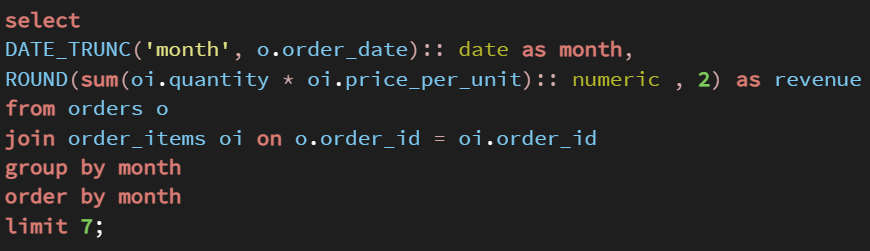 select
DATE_TRUNC('month', o.order_date):: date as month,
ROUND(sum(oi.quantity * oi.price_per_unit):: numeric , 2) as revenue
from orders o
join order_items oi on o.order_id = oi.order_id
group by month
order by month
limit 7;